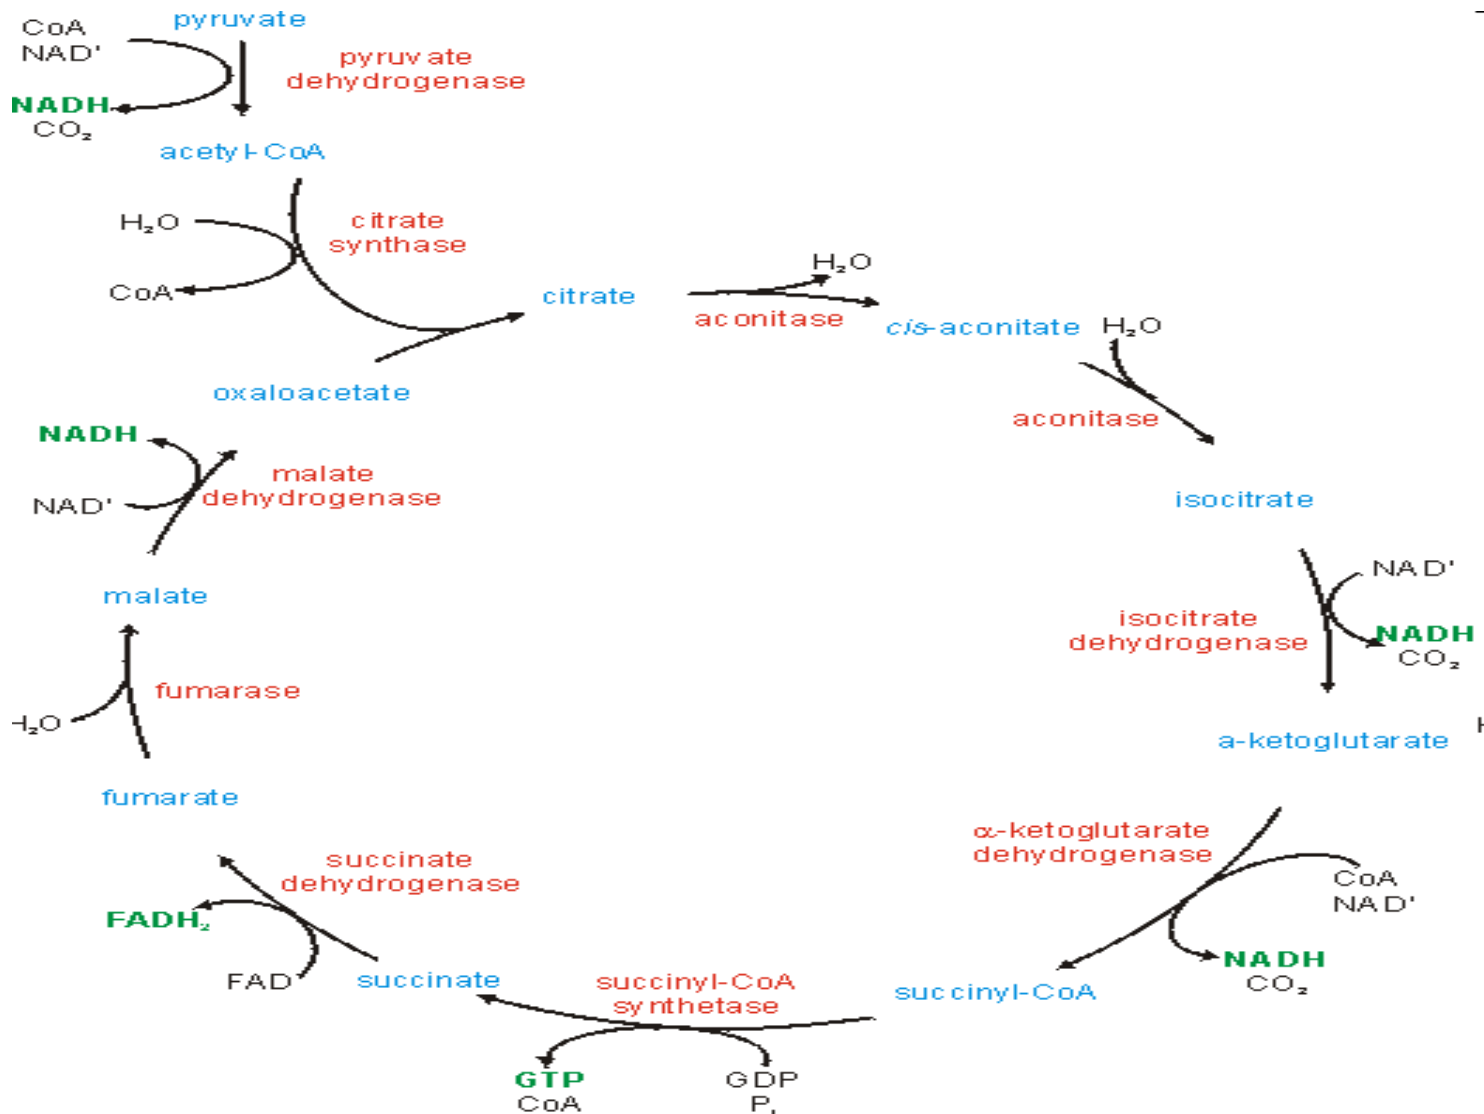 CoA
NAD'
pyruvate
pyruvate
dehydrogenase
NADH
CO₂
acetyl-CoA
H₂O
citrate
synthase
CoA
citrate
H₂O
aconitase
cis-aconitate
H₂O
aconitase
oxaloacetate
NADH
malate
dehydrogenase
NAD'
isocitrate
NAD'
isocitrate
dehydrogenase
NADH
CO₂
malate
fumarase
H₂O
a-ketoglutarate
fumarate
α-ketoglutarate
dehydrogenase
CoA
NAD'
succinate
dehydrogenase
FADH₂
FAD
succinate
succinyl-CoA
synthetase
succinyl-CoA
NADH
CO₂
GTP
CoA
GDP
Pᵢ